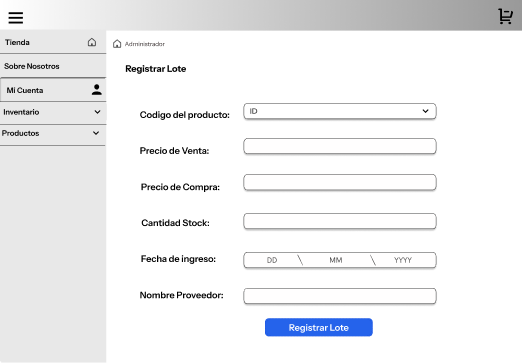 Tienda
Sobre Nosotros
Mi Cuenta
Inventario
Productos
Administrador
Registrar Lote
Codigo del producto:
ID
Precio de Venta:
Precio de Compra:
Cantidad Stock:
Fecha de ingreso:
DD \ MM \ YYYY
Nombre Proveedor:
Registrar Lote